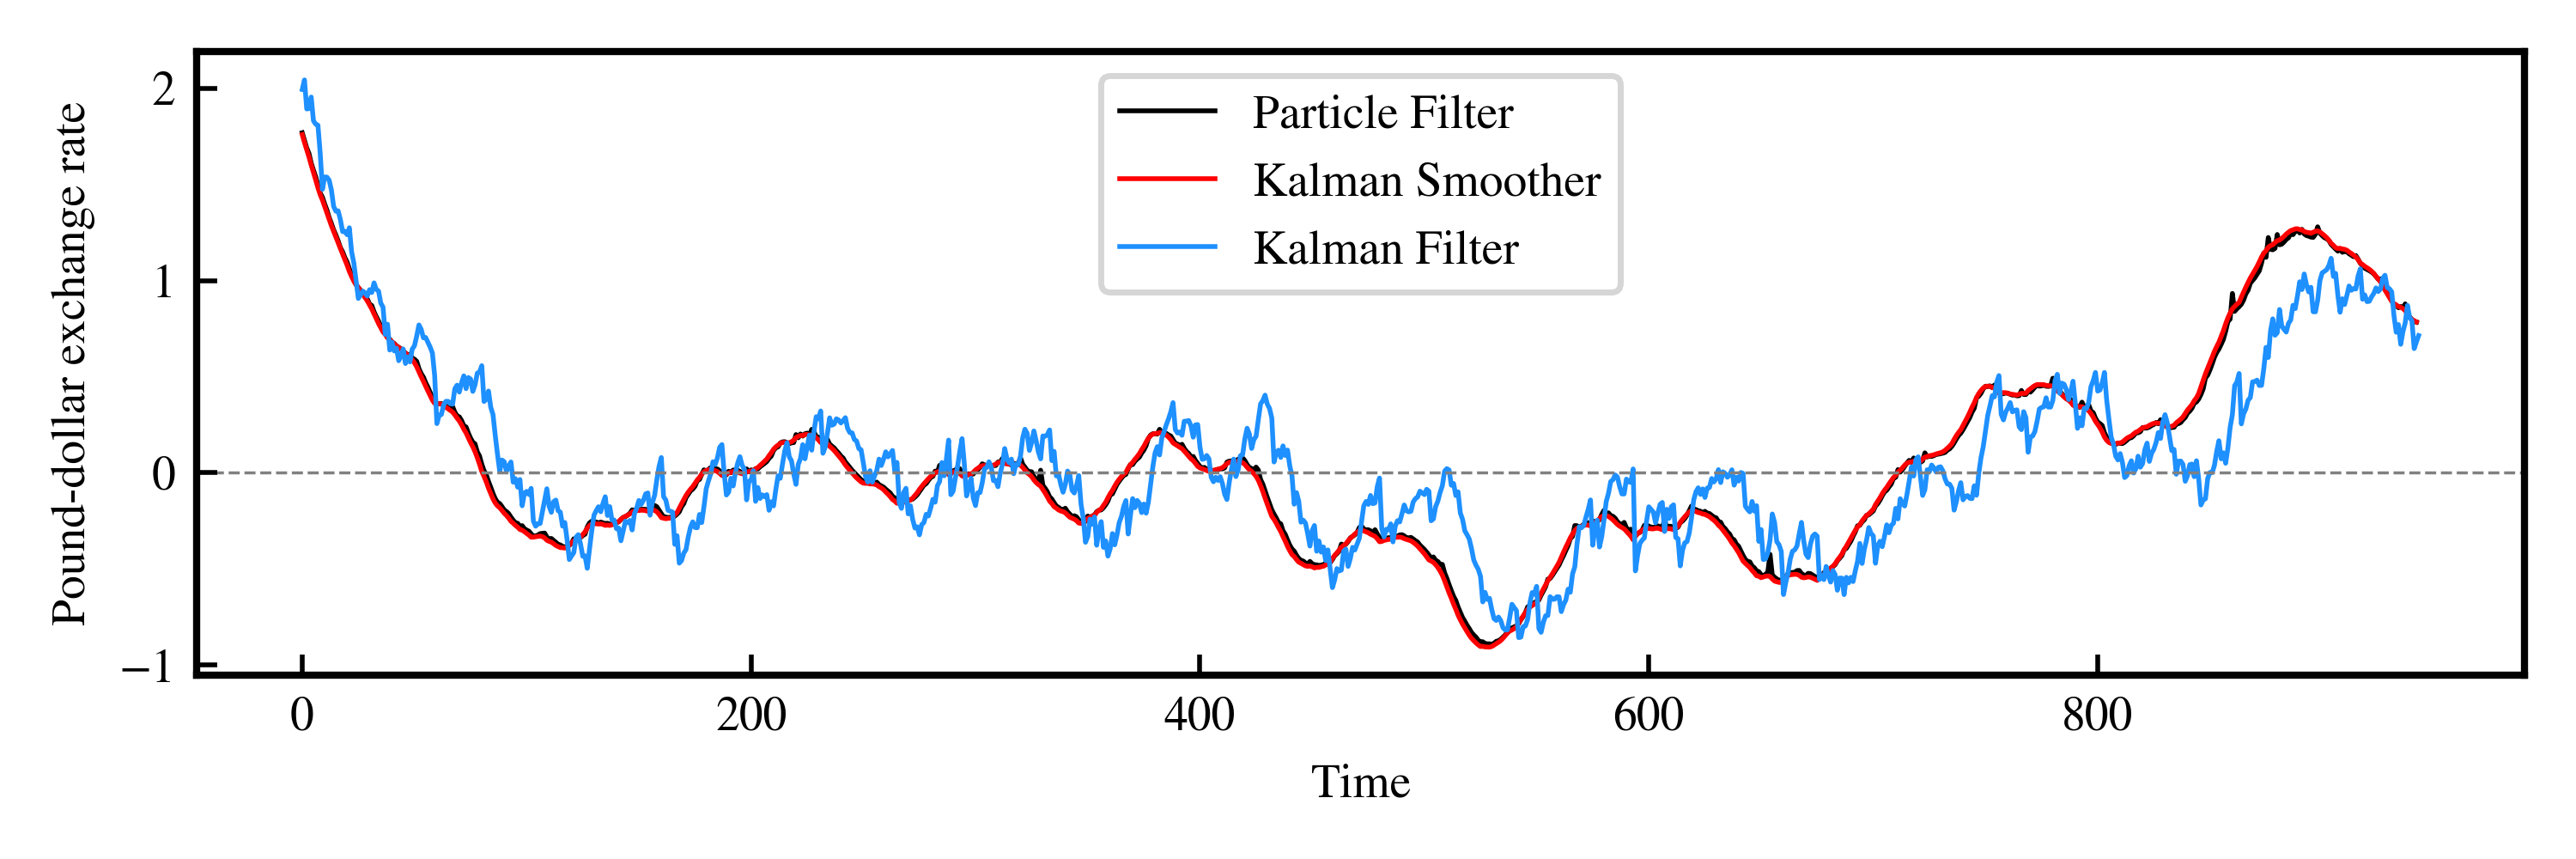 Pound-dollar exchange rate
2
1
0
−1
Particle Filter
Kalman Smoother
Kalman Filter
0 200 400 600 800
Time